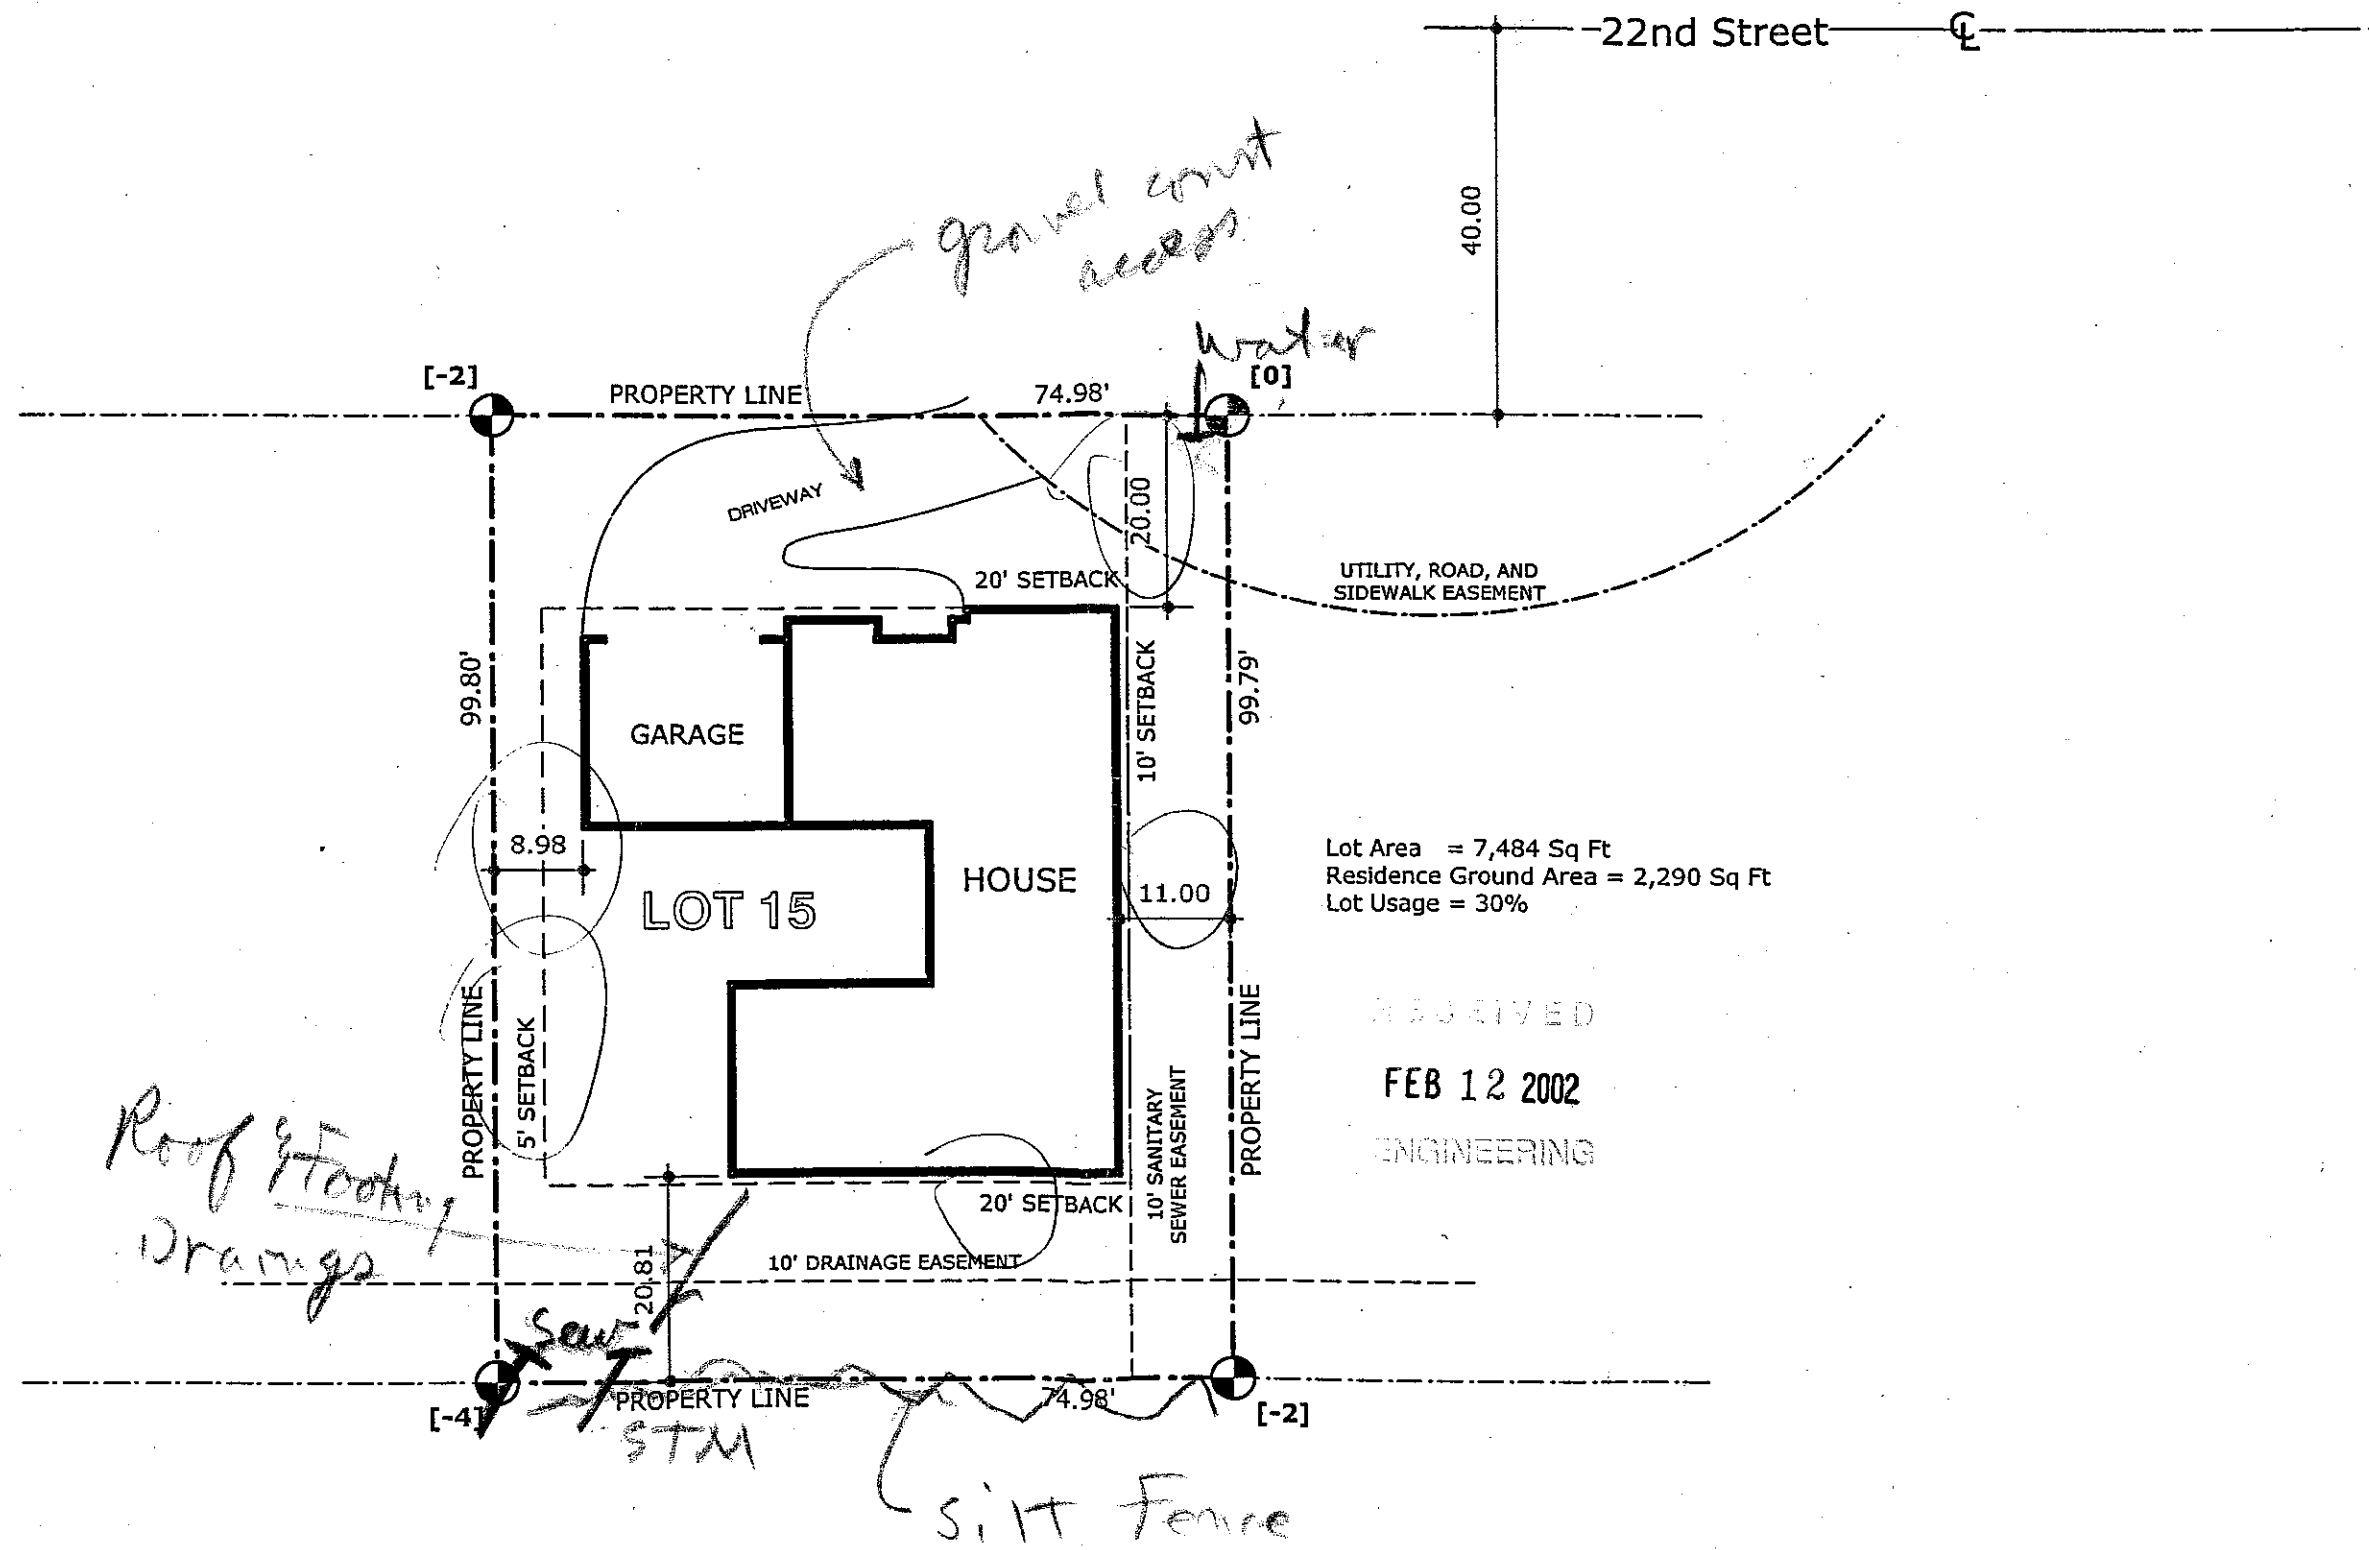 22nd Street
40.00
gravel const
access
Water
[-2]
PROPERTY LINE
74.98'
[0]
DRIVEWAY
20.00
20' SETBACK
UTILITY, ROAD, AND
SIDEWALK EASEMENT
99.80'
GARAGE
10' SETBACK
99.79'
8.98
LOT 15
HOUSE
11.00
Lot Area = 7,484 Sq Ft
Residence Ground Area = 2,290 Sq Ft
Lot Usage = 30%
RECEIVED
FEB 12 2002
ENGINEERING
PROPERTY LINE
5' SETBACK
10' SANITARY
SEWER EASEMENT
PROPERTY LINE
Roof & Footing
20' SETBACK
20.81
10' DRAINAGE EASEMENT
Sewr
[-4]
PROPERTY LINE
74.98'
[-2]
STM
Silt Fence